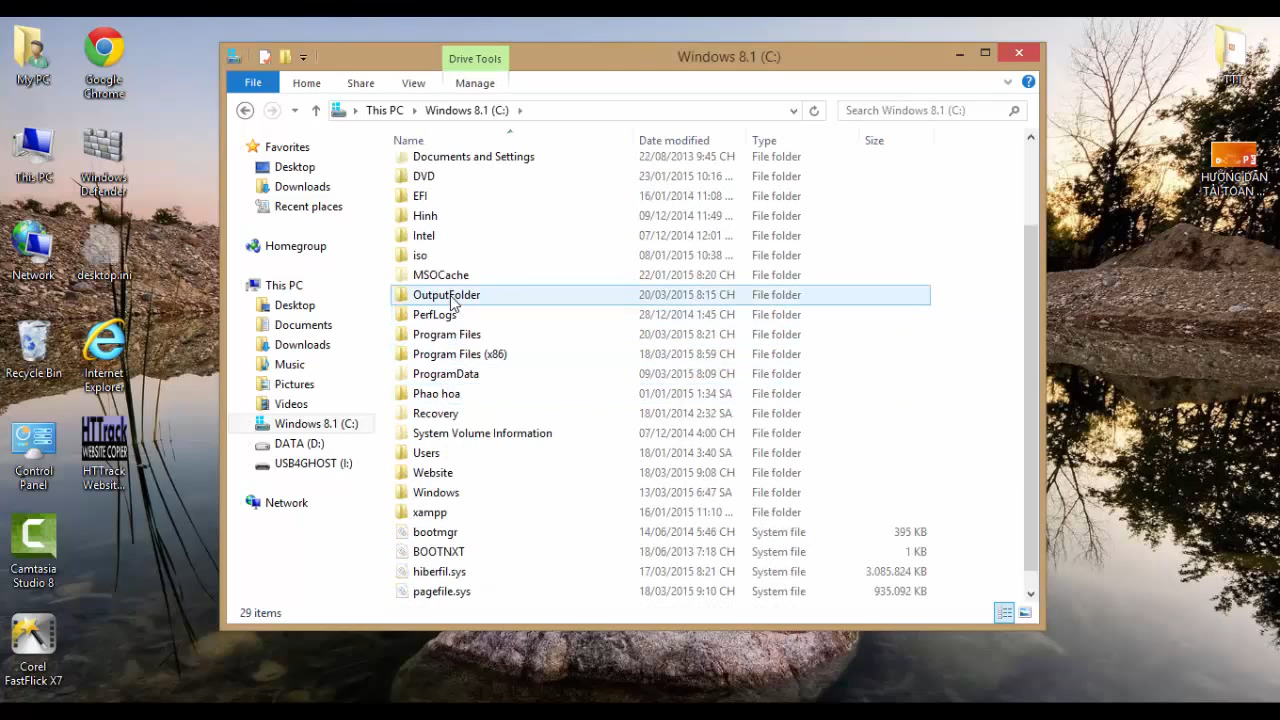 My PC
Google
Chrome
This PC
Windows
Defender
Network
desktop.ini
Recycle Bin
Internet
Explorer
Control
Panel
HTTrack
WEBSITE COPIER
HTTrack
Websit...
Camtasia
Studio 8
Corel
FastFlick X7
TTT
HƯỚNG DẪN
TẢI TOÀN ...
Drive Tools
Windows 8.1 (C:)
File
Home
Share
View
Manage
This PC
Windows 8.1 (C:)
Search Windows 8.1 (C:)
Favorites
Desktop
Downloads
Recent places
Homegroup
This PC
Desktop
Documents
Downloads
Music
Pictures
Videos
Windows 8.1 (C:)
DATA (D:)
USB4GHOST (I:)
Network
Name Date modified Type Size
Documents and Settings 22/08/2013 9:45 CH File folder
DVD 23/01/2015 10:16 ... File folder
EFI 16/01/2014 11:08 ... File folder
Hinh 09/12/2014 11:49 ... File folder
Intel 07/12/2014 12:01 ... File folder
iso 08/01/2015 10:38 ... File folder
MSOCache 22/01/2015 8:20 CH File folder
OutputFolder 20/03/2015 8:15 CH File folder
PerfLogs 28/12/2014 1:45 CH File folder
Program Files 20/03/2015 8:21 CH File folder
Program Files (x86) 18/03/2015 8:59 CH File folder
ProgramData 09/03/2015 8:09 CH File folder
Phao hoa 01/01/2015 1:34 SA File folder
Recovery 18/01/2014 2:32 SA File folder
System Volume Information 07/12/2014 4:00 CH File folder
Users 18/01/2014 3:40 SA File folder
Website 18/03/2015 9:08 CH File folder
Windows 13/03/2015 6:47 SA File folder
xampp 16/01/2015 11:10 ... File folder
bootmgr 14/06/2014 5:46 CH System file 395 KB
BOOTNXT 18/06/2013 7:18 CH System file 1 KB
hiberfil.sys 17/03/2015 8:21 CH System file 3.085.824 KB
pagefile.sys 18/03/2015 9:10 CH System file 935.092 KB
29 items